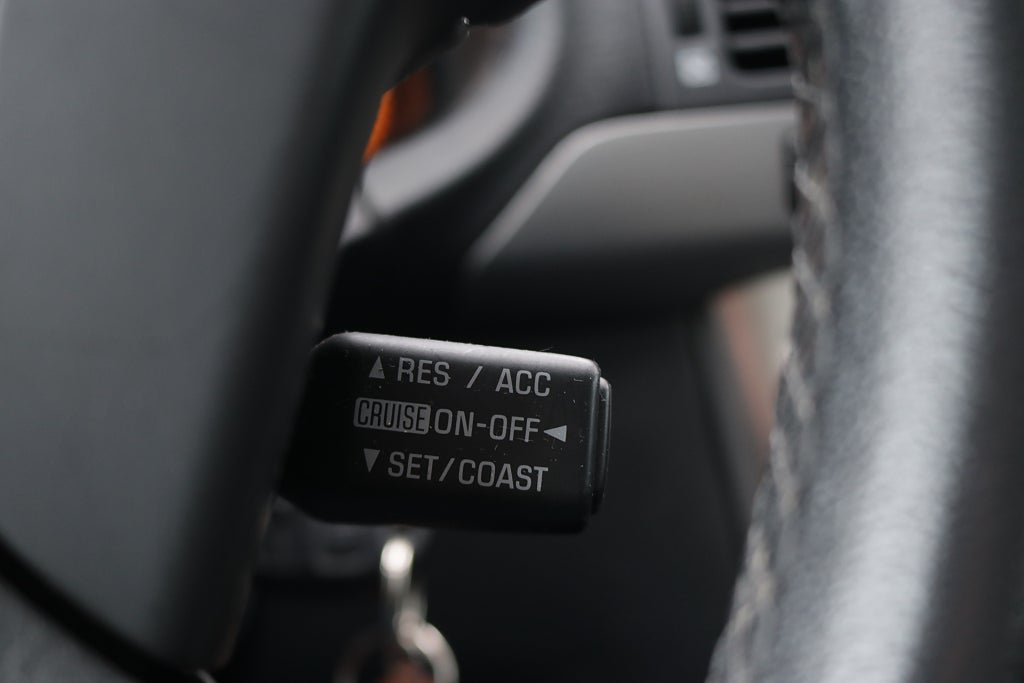 ▲ RES / ACC
CRUISE ON-OFF ◄
▼ SET/COAST